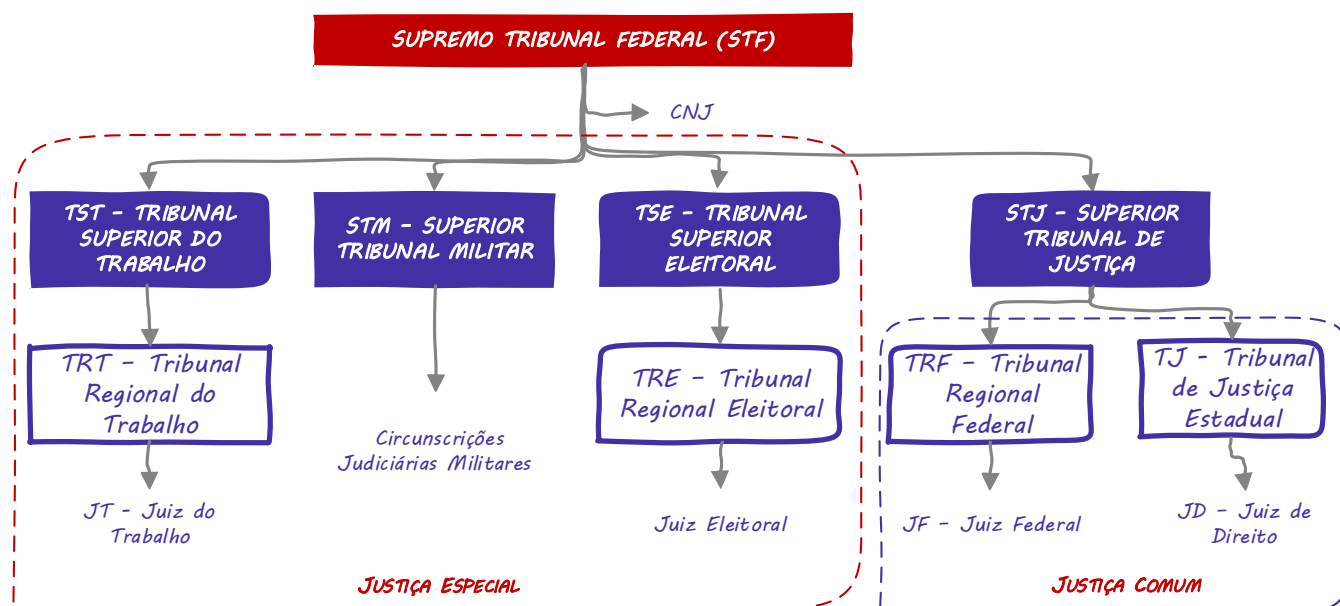 SUPREMO TRIBUNAL FEDERAL (STF)
CNJ
TST - TRIBUNAL
SUPERIOR DO
TRABALHO
STM - SUPERIOR
TRIBUNAL MILITAR
TSE - TRIBUNAL
SUPERIOR
ELEITORAL
STJ - SUPERIOR
TRIBUNAL DE
JUSTIÇA
TRT - Tribunal
Regional do
Trabalho
Circunscrições
Judiciárias Militares
TRE - Tribunal
Regional Eleitoral
TRF - Tribunal
Regional
Federal
TJ - Tribunal
de Justiça
Estadual
JT - Juiz do
Trabalho
Juiz Eleitoral
JF - Juiz Federal
JD - Juiz de
Direito
JUSTIÇA ESPECIAL
JUSTIÇA COMUM